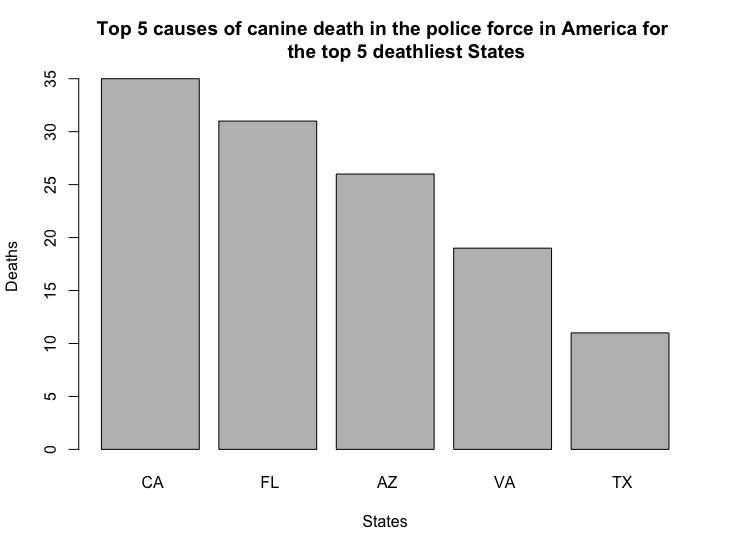 Top 5 causes of canine death in the police force in America for
the top 5 deathliest States
35
30
25
20
15
10
5
0
Deaths
CA FL AZ VA TX
States